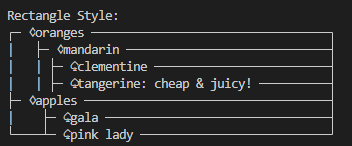 Rectangle Style:
┌─ ◊oranges ─────────────────┐
│   ├─ ◊mandarin ────────────┤
│   │ ├─ ♤clementine ────────┤
│   │ ├─ ♤tangerine: cheap & juicy! ─┤
├─ ◊apples ──────────────────┤
│    ├─ ♤gala ───────────────┤
└────┴─ ♤pink lady ──────────┘